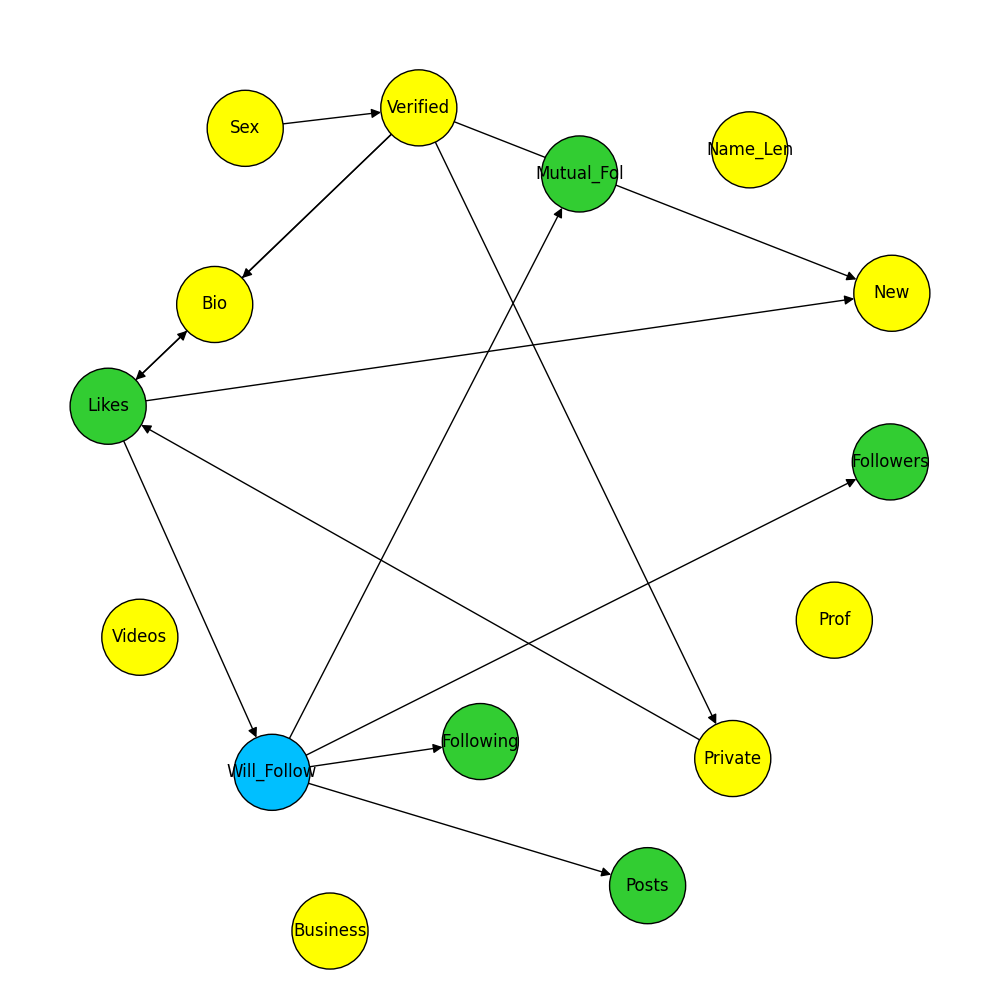 Verified
Sex
Name_Len
Mutual_Fol
New
Bio
Likes
Followers
Prof
Videos
Following
Private
Will_Follow
Posts
Business